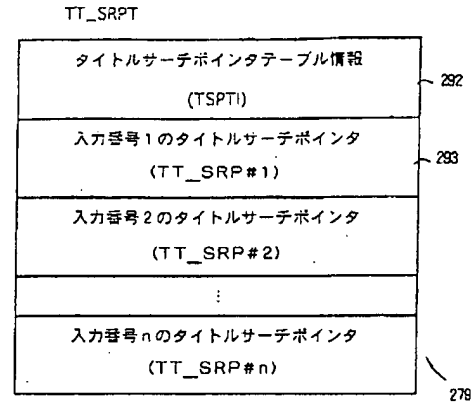 TT_SRPT
タイトルサーチポインタテーブル情報
(TSPTI)
292
入力番号1のタイトルサーチポインタ
(TT_SRP#1)
293
入力番号2のタイトルサーチポインタ
(TT_SRP#2)
⋮
入力番号nのタイトルサーチポインタ
(TT_SRP#n)
279